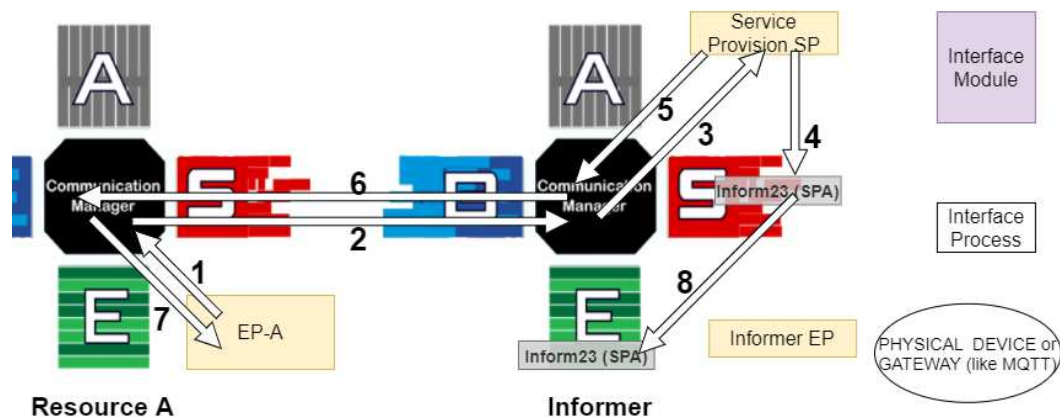 Service
Provision SP
A
A
Interface
Module
5
3
4
Communication
Manager
S
6
D
Communication
Manager
S
Inform23 (SPA)
2
Interface
Process
1
7
E
EP-A
8
E
Inform23 (SPA)
Informer EP
PHYSICAL DEVICE or
GATEWAY (like MQTT)
Resource A
Informer